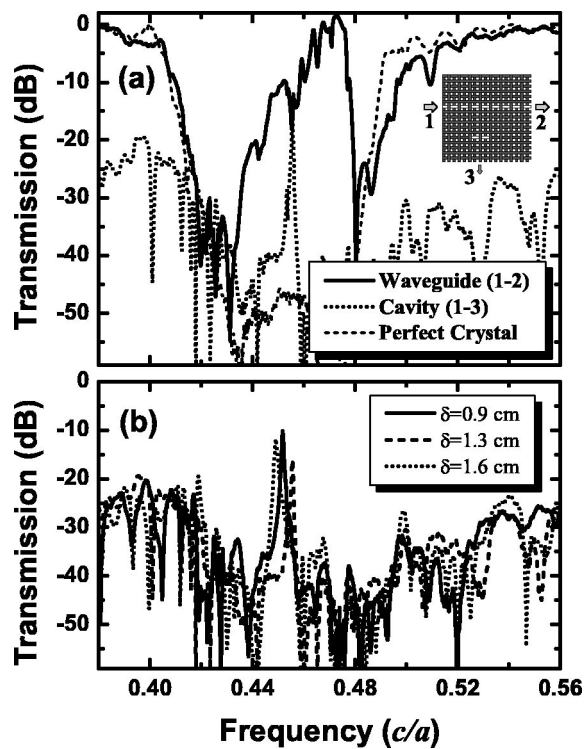 0
-10
-20
-30
-40
-50
Transmission (dB)
(a)
1
2
3
Waveguide (1-2)
Cavity (1-3)
Perfect Crystal
0
-10
-20
-30
-40
-50
Transmission (dB)
(b)
δ=0.9 cm
δ=1.3 cm
δ=1.6 cm
0.40
0.44
0.48
0.52
0.56
Frequency (c/a)